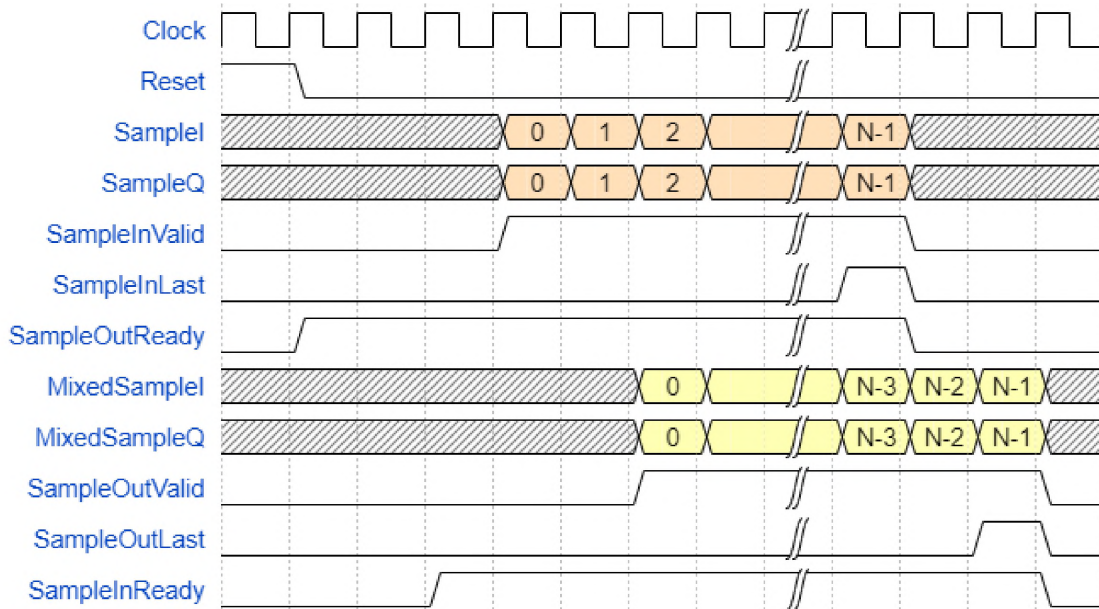 Clock
Reset
SampleI 0 1 2 N-1
SampleQ 0 1 2 N-1
SampleInValid
SampleInLast
SampleOutReady
MixedSampleI 0 N-3 N-2 N-1
MixedSampleQ 0 N-3 N-2 N-1
SampleOutValid
SampleOutLast
SampleInReady